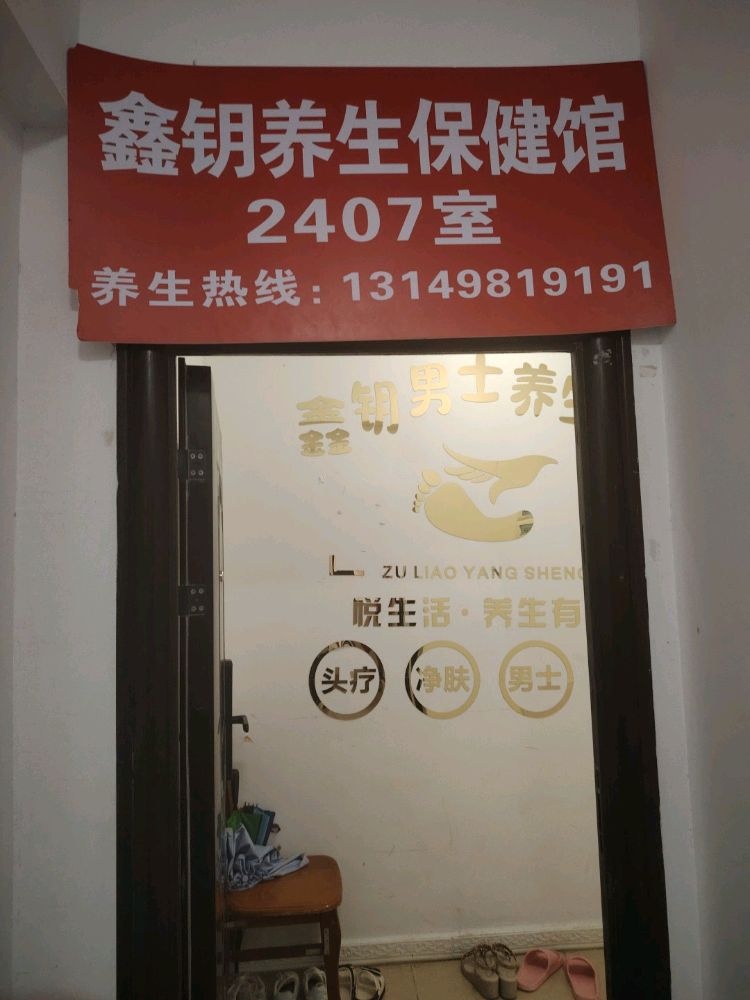 鑫钥养生保健馆
2407室
养生热线：13149819191
鑫钥男士养生
ZU LIAO YANG SHENG
悦生活·养生有
头疗 净肤 男士